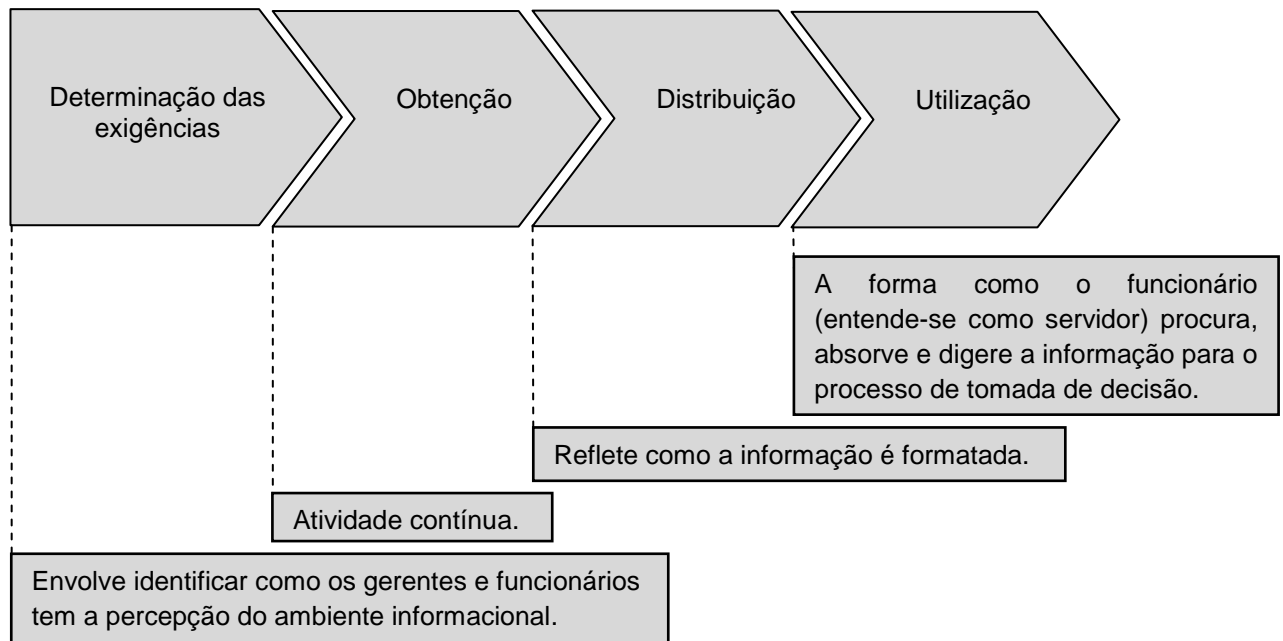 Determinação das
exigências
Obtenção
Distribuição
Utilização
A forma como o funcionário
(entende-se como servidor) procura,
absorve e digere a informação para o
processo de tomada de decisão.
Reflete como a informação é formatada.
Atividade contínua.
Envolve identificar como os gerentes e funcionários
tem a percepção do ambiente informacional.